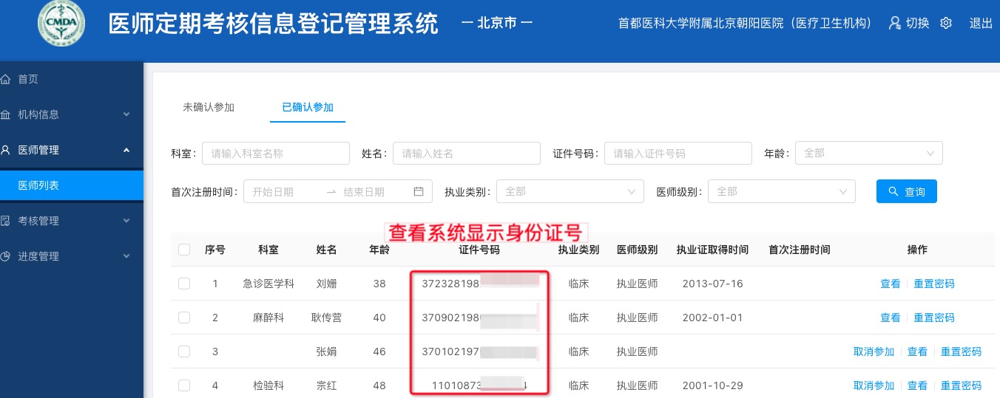 CMDA
医师定期考核信息登记管理系统 一 北京市 一 首都医科大学附属北京朝阳医院（医疗卫生机构） 切换 退出
首页
机构信息
医师管理
医师列表
考核管理
进度管理
未确认参加 已确认参加
科室： 请输入科室名称 姓名： 请输入姓名 证件号码： 请输入证件号码 年龄： 全部
首次注册时间： 开始日期 → 结束日期 执业类别： 全部 医师级别： 全部 查询
查看系统显示身份证号
序号 科室 姓名 年龄 证件号码 执业类别 医师级别 执业证取得时间 首次注册时间 操作
1 急诊医学科 刘姗 38 372328198 临床 执业医师 2013-07-16 查看 重置密码
2 麻醉科 耿传营 40 370902198 临床 执业医师 2002-01-01 查看 重置密码
3 张娟 46 370102197 临床 执业医师 取消参加 查看 重置密码
4 检验科 宗红 48 11010873 4 临床 执业医师 2001-10-29 取消参加 查看 重置密码